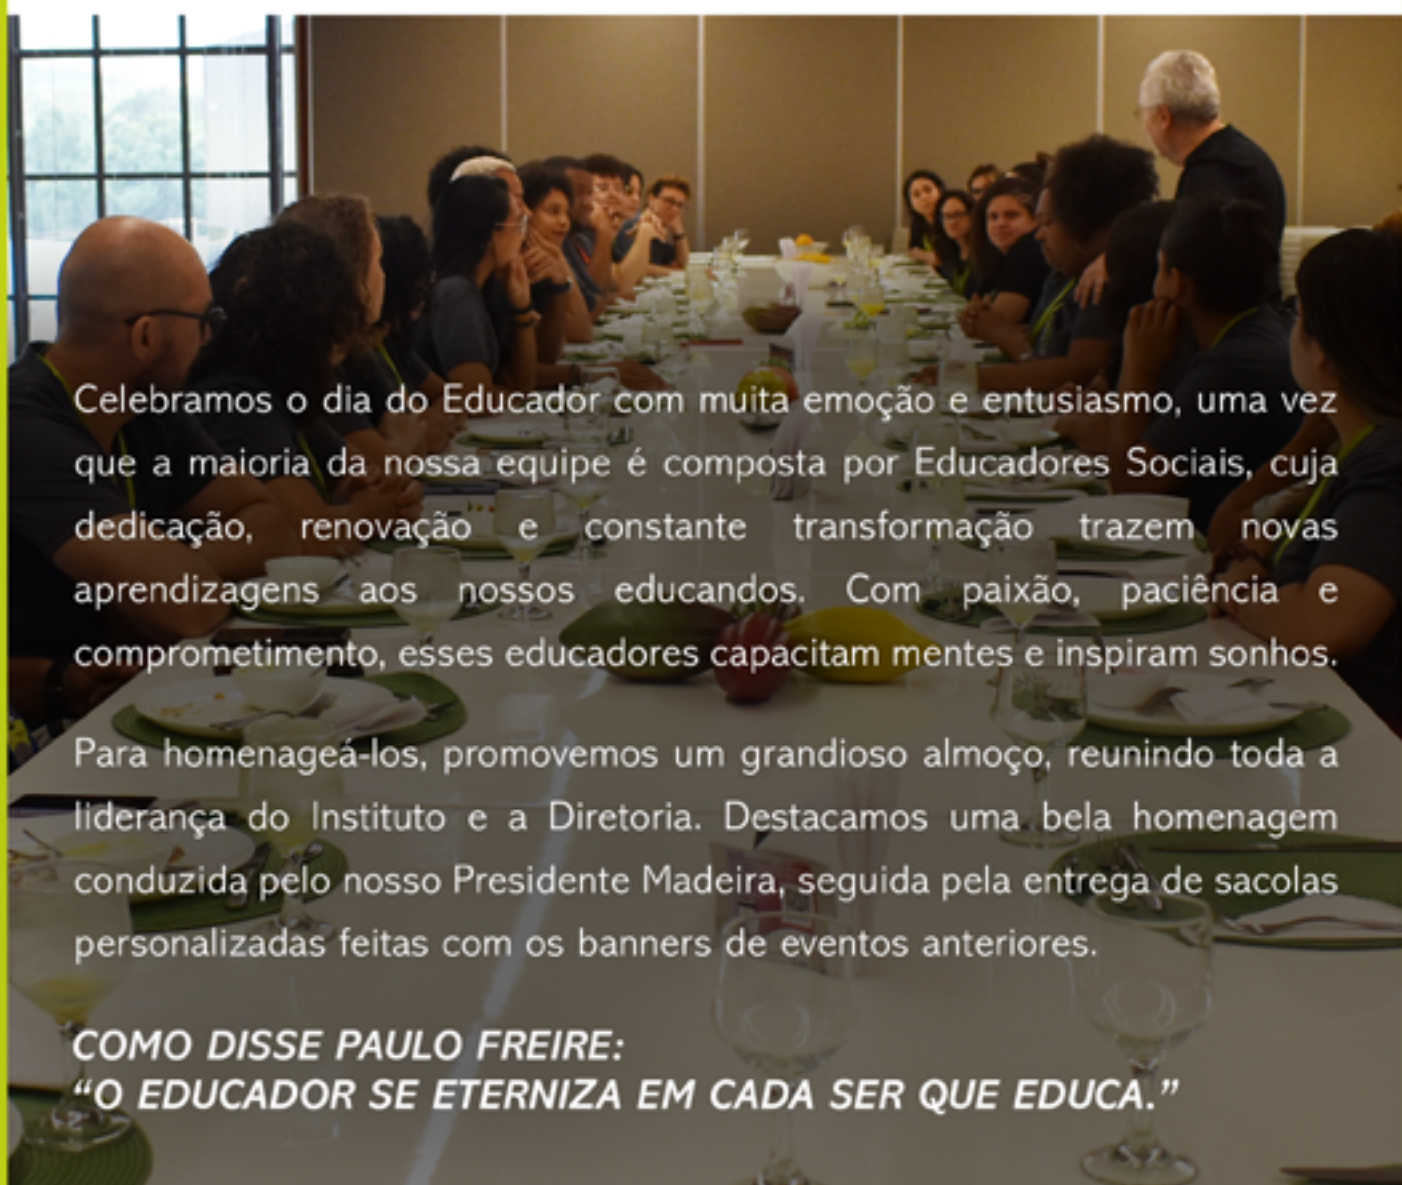 Celebramos o dia do Educador com muita emoção e entusiasmo, uma vez
que a maioria da nossa equipe é composta por Educadores Sociais, cuja
dedicação, renovação e constante transformação trazem novas
aprendizagens aos nossos educandos. Com paixão, paciência e
comprometimento, esses educadores capacitam mentes e inspiram sonhos.
Para homenageá-los, promovemos um grandioso almoço, reunindo toda a
liderança do Instituto e a Diretoria. Destacamos uma bela homenagem
conduzida pelo nosso Presidente Madeira, seguida pela entrega de sacolas
personalizadas feitas com os banners de eventos anteriores.
COMO DISSE PAULO FREIRE:
“O EDUCADOR SE ETERNIZA EM CADA SER QUE EDUCA.”